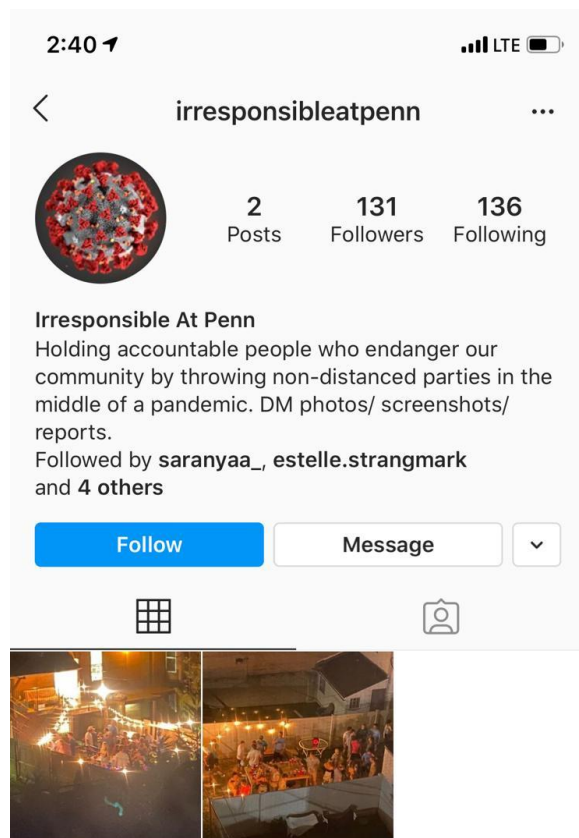 2:40 LTE
irresponsibleatpenn
2 131 136
Posts Followers Following
Irresponsible At Penn
Holding accountable people who endanger our
community by throwing non-distanced parties in the
middle of a pandemic. DM photos/ screenshots/
reports.
Followed by saranyaa_, estelle.strangmark
and 4 others
Follow Message